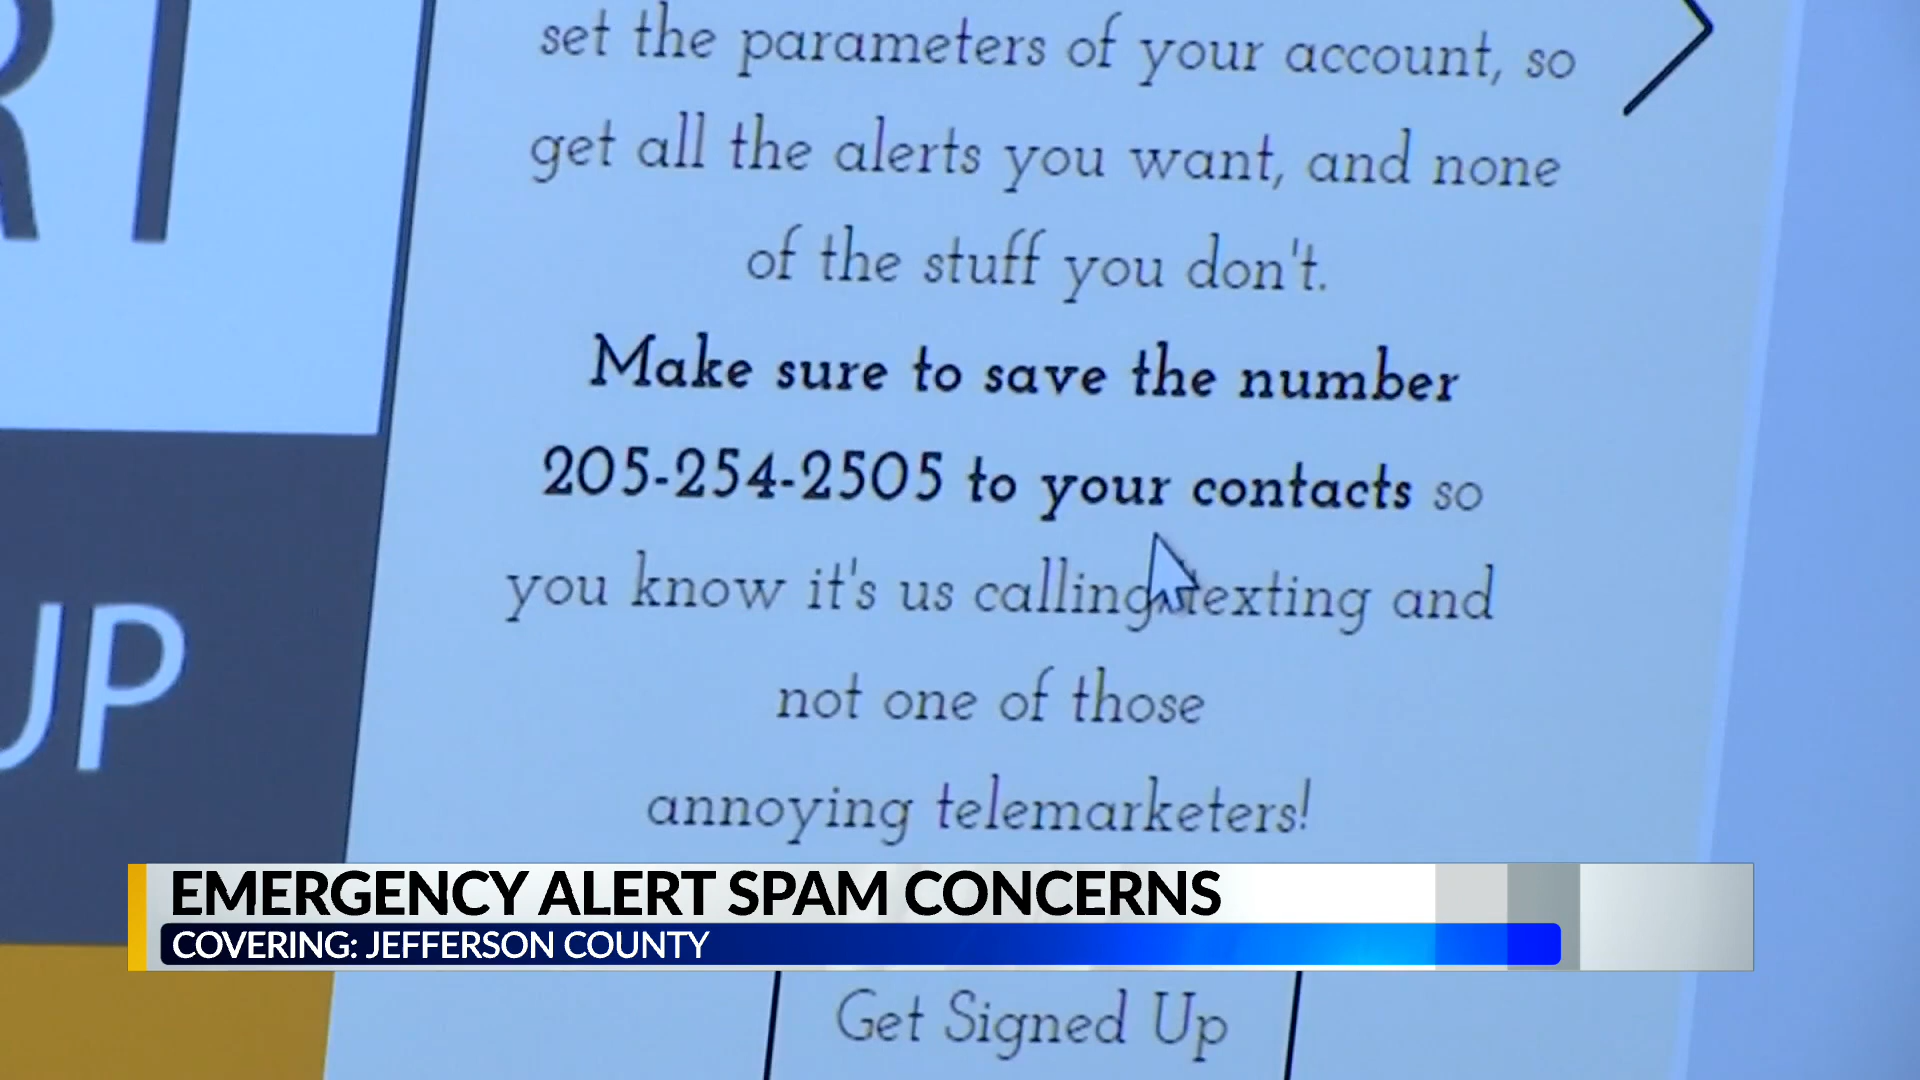 RT
UP
set the parameters of your account, so
get all the alerts you want, and none
of the stuff you don't.
Make sure to save the number
205-254-2505 to your contacts so
you know it's us calling texting and
not one of those
annoying telemarketers!
EMERGENCY ALERT SPAM CONCERNS
COVERING: JEFFERSON COUNTY
Get Signed Up